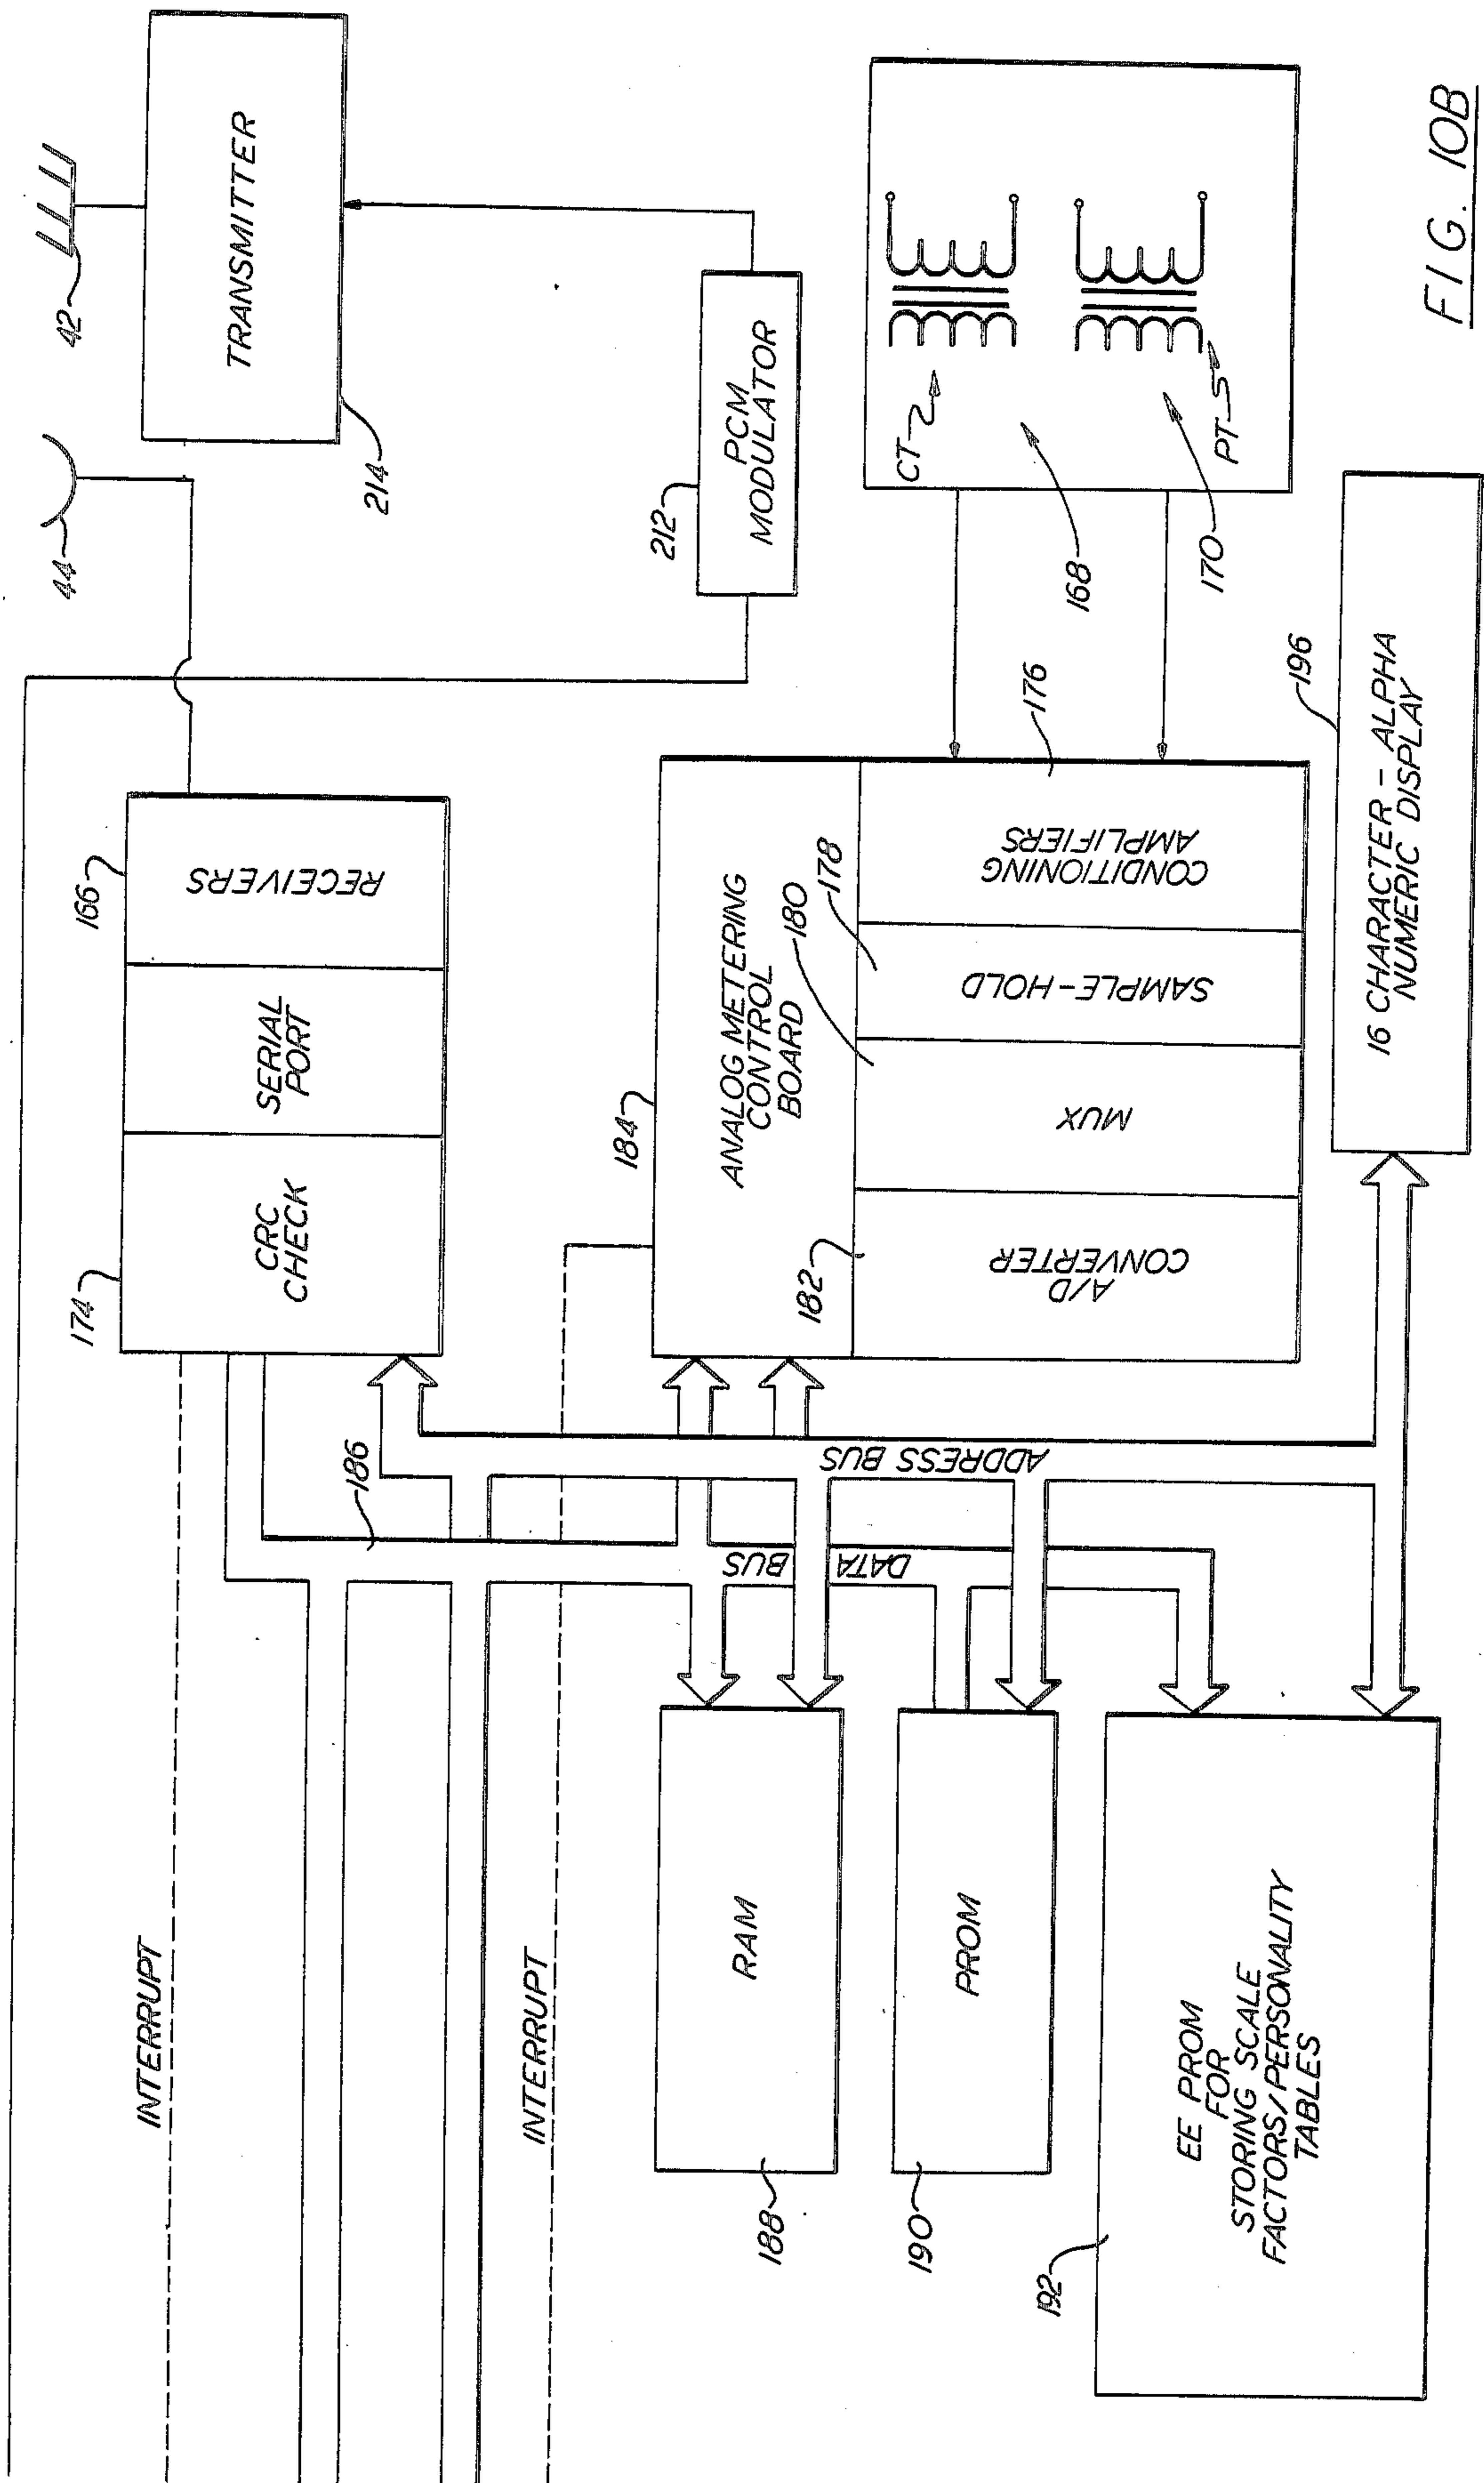 42
44
TRANSMITTER
214
166
174
RECEIVERS
SERIAL
PORT
CRC
CHECK
INTERRUPT
186
212
PCM
MODULATOR
INTERRUPT
184
ANALOG METERING
CONTROL
BOARD
180
178
176
182
CONDITIONING
AMPLIFIERS
SAMPLE-HOLD
MUX
A/D
CONVERTER
CT
168
170
PT
ADDRESS BUS
DATA BUS
RAM
188
PROM
190
192
EE PROM
FOR
STORING SCALE
FACTORS/PERSONALITY
TABLES
196
16 CHARACTER - ALPHA
NUMERIC DISPLAY
FIG. 10B